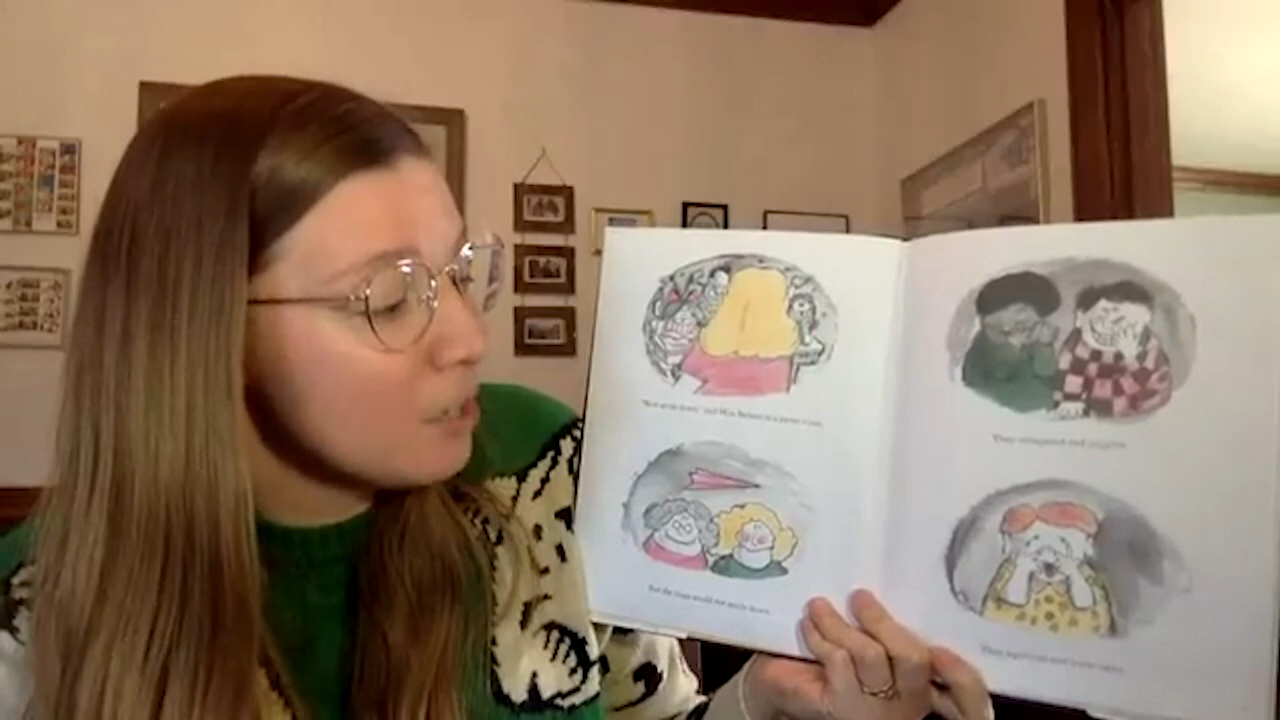 "Now settle down," said Miss Nelson in a sweet voice.
But the class would not settle down.
They whispered and giggled.
They squirmed and made faces.